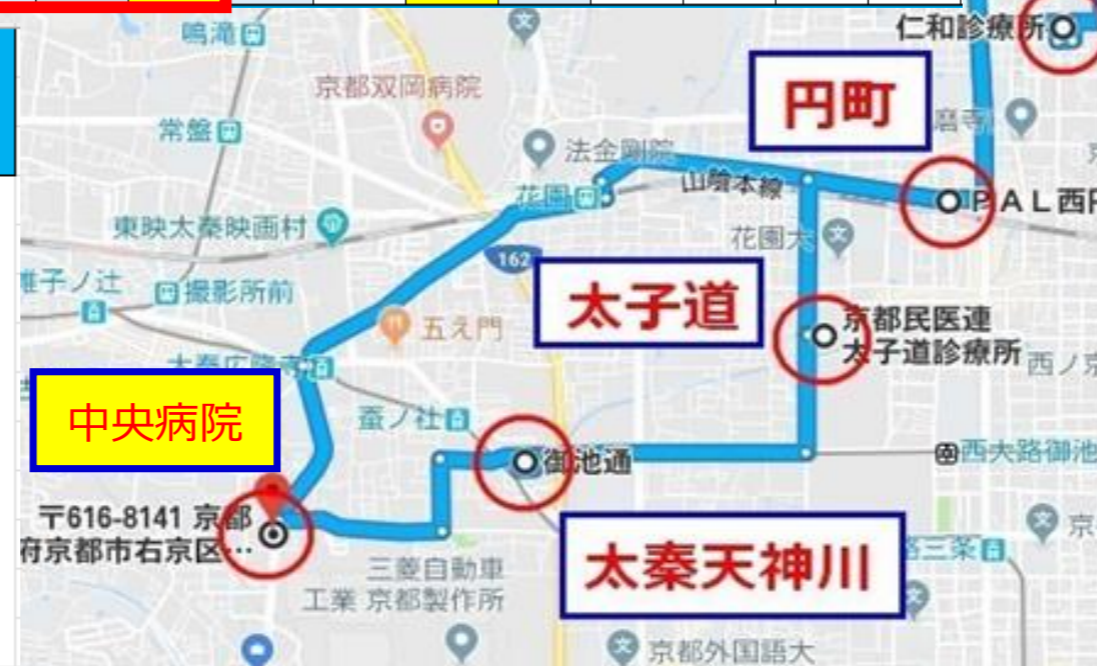 鳴滝
仁和診療所
京都双岡病院
円町
常盤
法金剛院
山陰本線
花園
PAL西円
東映太秦映画村
花園大
162
撮影所前
太子道
京都民医連
太子道診療所
五え門
西ノ京
太秦広隆寺
中央病院
蚕ノ社
御池通
西大路御池
〒616-8141 京都
府京都市右京区…
太秦天神川
三菱自動車
工業 京都製作所
京都外国語大